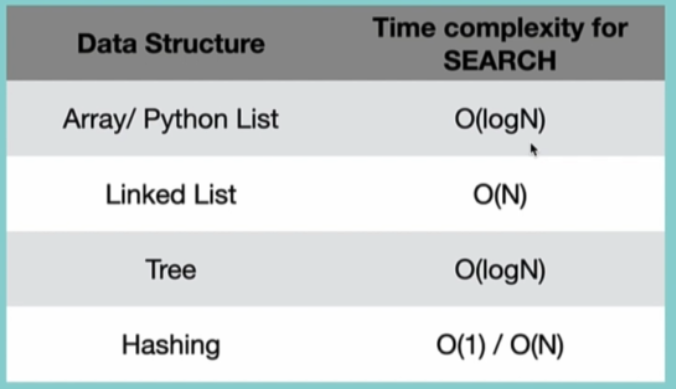 Data Structure
Time complexity for
SEARCH
Array/ Python List
O(logN)
Linked List
O(N)
Tree
O(logN)
Hashing
O(1) / O(N)